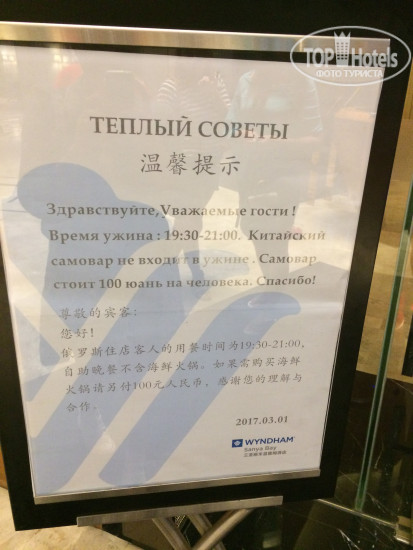 TOP Hotels
ФОТО ТУРИСТА
ТЕПЛЫЙ СОВЕТЫ
温馨提示
Здравствуйте,Уважаемые гости !
Время ужина : 19:30-21:00. Китайский
самовар не входит в ужине . Самовар
стоит 100 юань на человека. Спасибо!
尊敬的宾客:
您好!
俄罗斯住店客人的用餐时间为19:30-21:00,
自助晚餐不含海鲜火锅。如果需购买海鲜
火锅请另付100元人民币,感谢您的理解与
合作。
2017.03.01
WYNDHAM
Sanya Bay